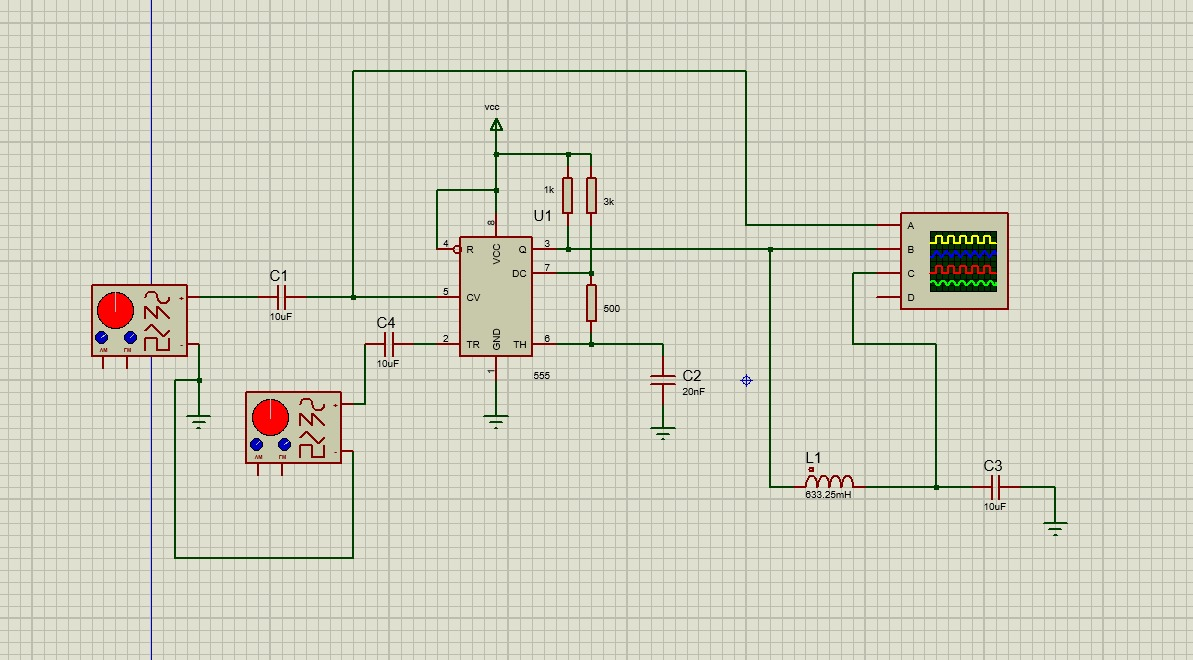 vcc
1k
3k
U1
8
4
R
VCC
Q
3
A
B
DC
7
C
C1
5
CV
D
+
10uF
500
C4
2
TR
GND
TH
6
-
AM
FM
10uF
1
555
C2
20nF
+
-
AM
FM
L1
633.25mH
C3
10uF